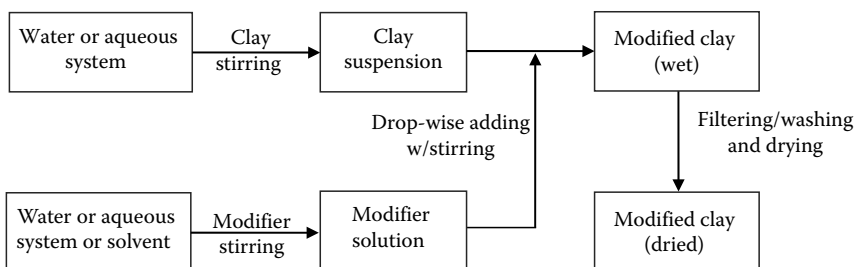 Water or aqueous
system
Clay
stirring
Clay
suspension
Modified clay
(wet)
Drop-wise adding
w/stirring
Filtering/washing
and drying
Water or aqueous
system or solvent
Modifier
stirring
Modifier
solution
Modified clay
(dried)